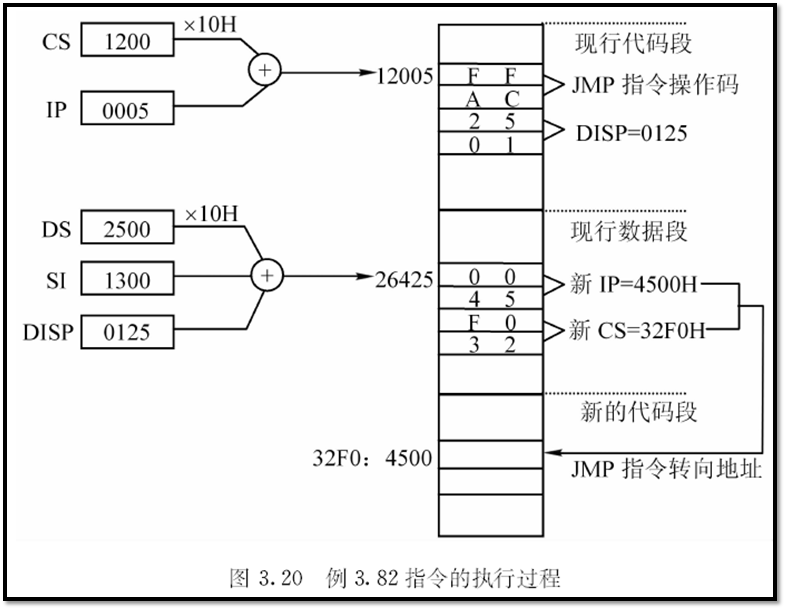 ×10H
现行代码段
CS 1200
12005 F F
JMP 指令操作码
A C
IP 0005
2 5
DISP=0125
0 1
×10H
现行数据段
DS 2500
SI 1300
26425 0 0
新 IP=4500H
4 5
DISP 0125
F 0
新 CS=32F0H
3 2
新的代码段
32F0：4500
JMP 指令转向地址
图 3.20 例 3.82 指令的执行过程